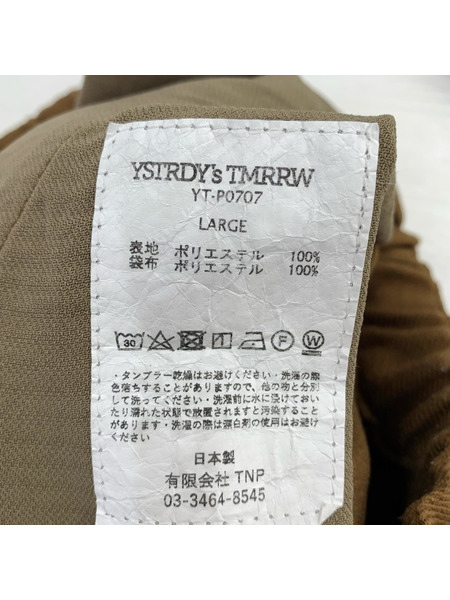 YSTRDY's TMRRW
YT-P0707
LARGE
表地 ポリエステル 100%
袋布 ポリエステル 100%
30 F W
・タンブラー乾燥はお避けください・洗濯の際
色落ちすることがありますので、他の物と分別
して洗ってください・洗濯前に水に浸けておい
たり濡れた状態で放置されますと汚染する事
があります・洗濯の際は漂白剤の使用はお避け
ください
日本製
有限会社 TNP
03-3464-8545